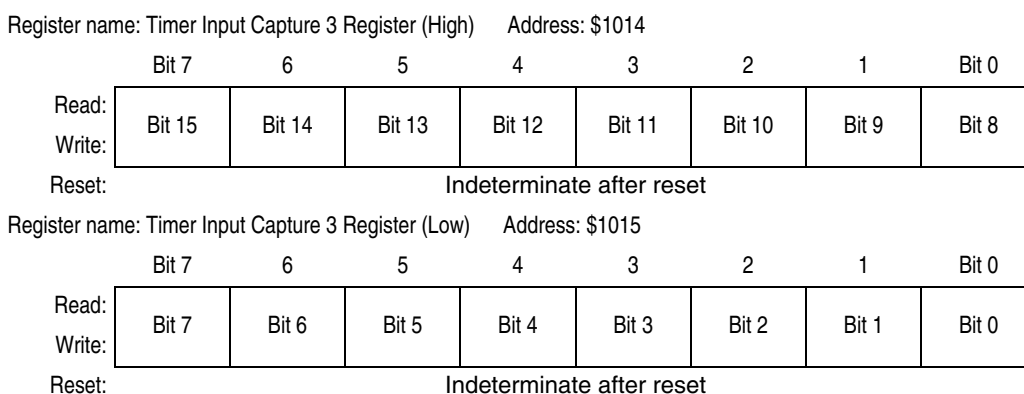 Register name: Timer Input Capture 3 Register (High) Address: $1014
Bit 7 6 5 4 3 2 1 Bit 0
Read:
Bit 15 Bit 14 Bit 13 Bit 12 Bit 11 Bit 10 Bit 9 Bit 8
Write:
Reset: Indeterminate after reset
Register name: Timer Input Capture 3 Register (Low) Address: $1015
Bit 7 6 5 4 3 2 1 Bit 0
Read:
Bit 7 Bit 6 Bit 5 Bit 4 Bit 3 Bit 2 Bit 1 Bit 0
Write:
Reset: Indeterminate after reset